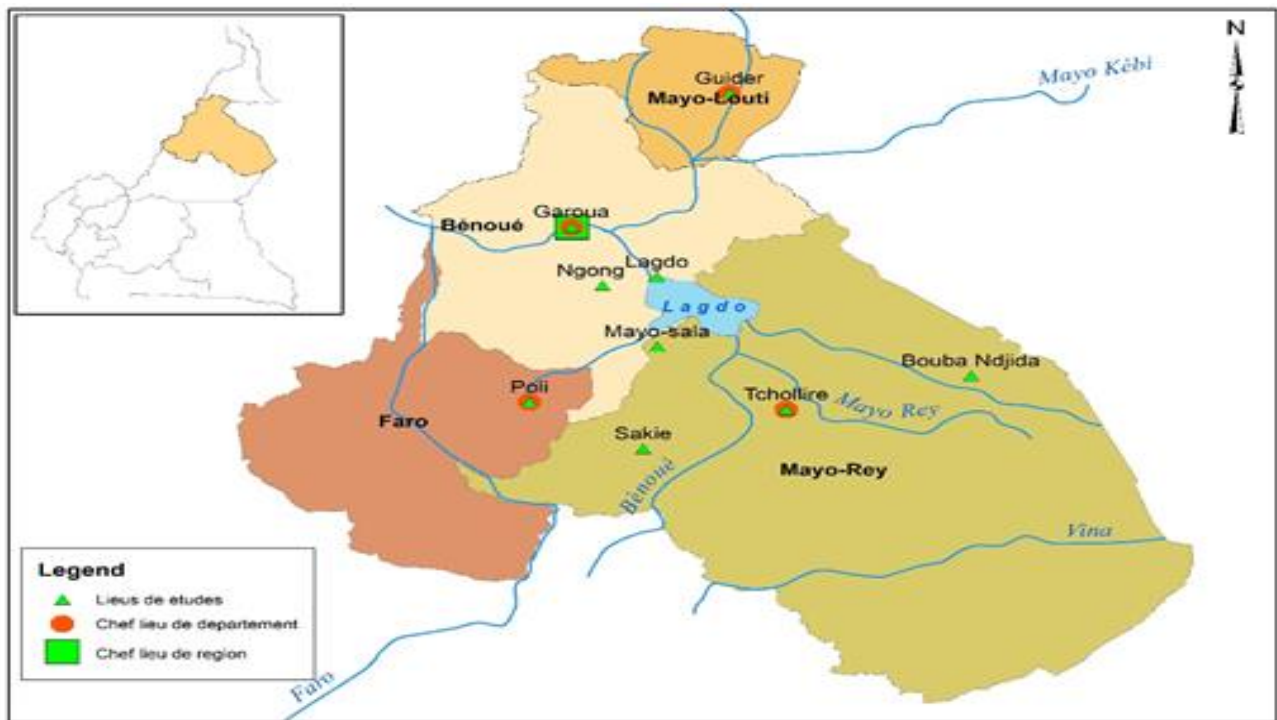 N
Mayo Kébi
Guider
Mayo-Louti
Garoua
Bénoué
Lagdo
Ngong
Lagdo
Mayo-sala
Bouba Ndjida
Poli
Tchollire
Mayo Rey
Faro
Sakie
Mayo-Rey
Bénoué
Vina
Faro
Legend
Lieus de etudes
Chef lieu de departement
Chef lieu de region